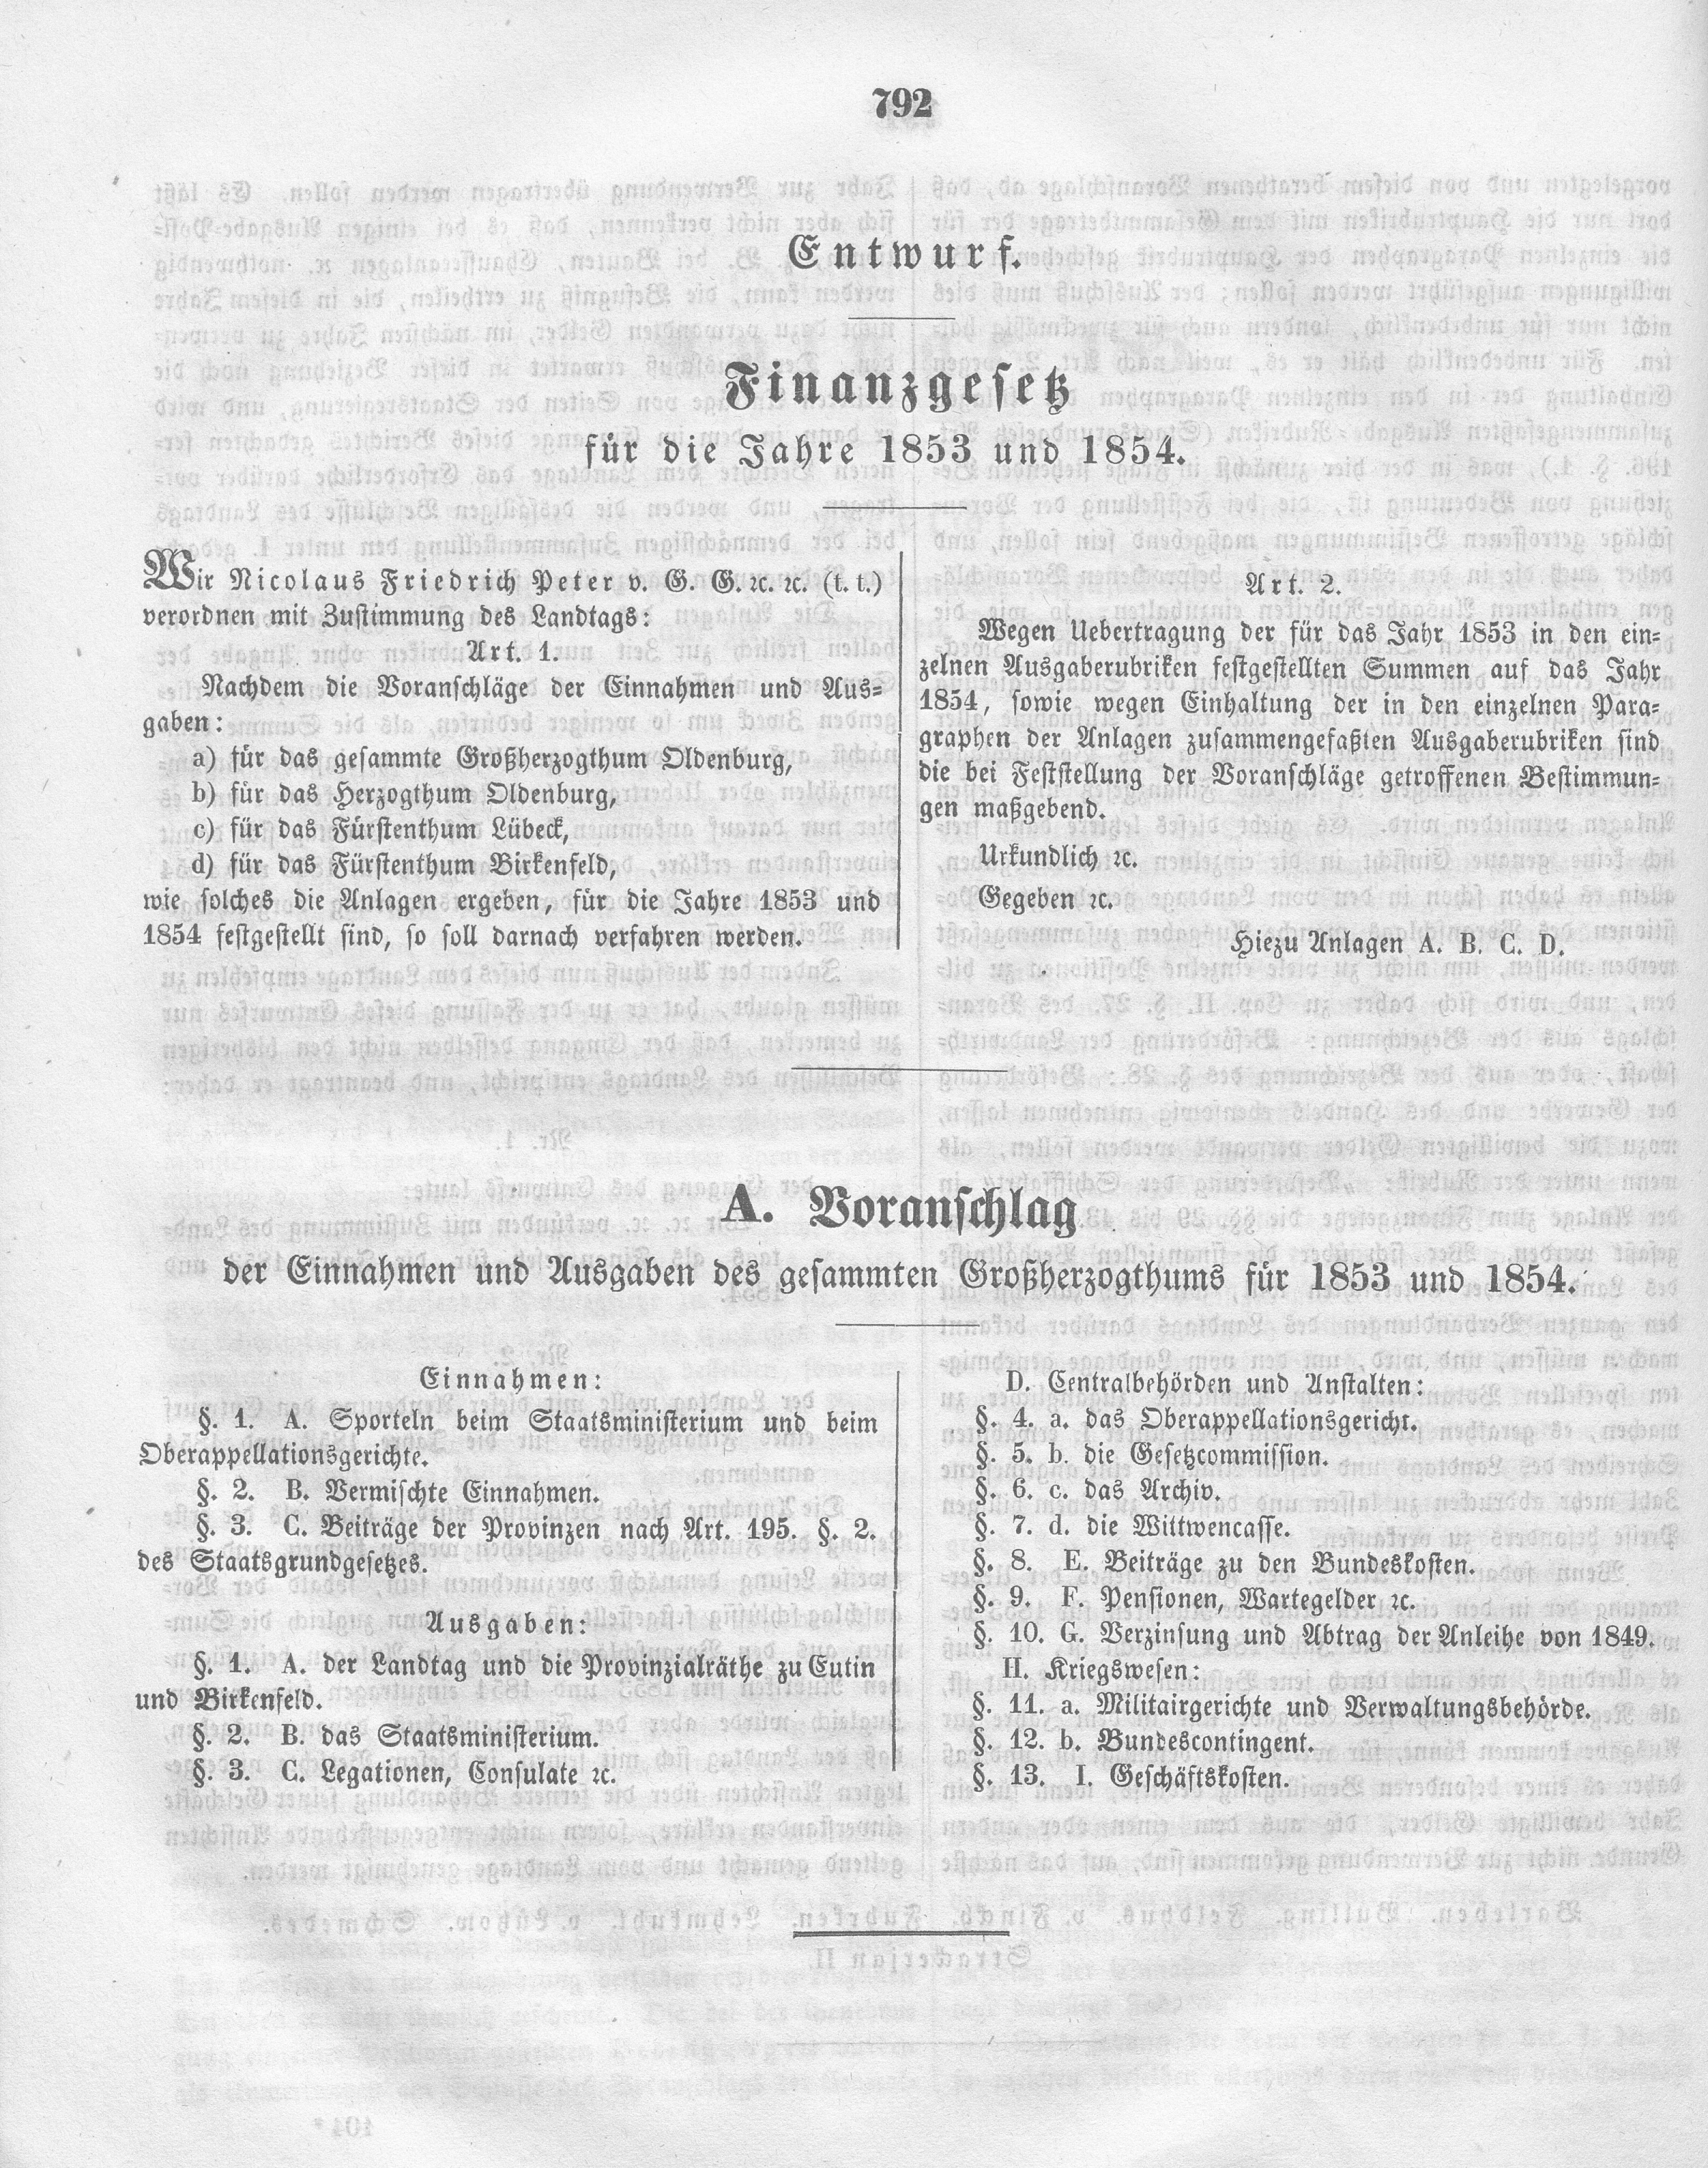 792
Entwurf.
Finanzgesetz
für die Jahre 1853 und 1854.
Wir Nicolaus Friedrich Peter v. G. G. ꝛc. ꝛc. (t. t.)
verordnen mit Zustimmung des Landtags:
Art. 1.
Nachdem die Voranschläge der Einnahmen und Aus=
gaben:
a) für das gesammte Großherzogthum Oldenburg,
b) für das Herzogthum Oldenburg,
c) für das Fürstenthum Lübeck,
d) für das Fürstenthum Birkenfeld,
wie solches die Anlagen ergeben, für die Jahre 1853 und
1854 festgestellt sind, so soll darnach verfahren werden.
Art. 2.
Wegen Uebertragung der für das Jahr 1853 in den ein=
zelnen Ausgaberubriken festgestellten Summen auf das Jahr
1854, sowie wegen Einhaltung der in den einzelnen Para=
graphen der Anlagen zusammengefaßten Ausgaberubriken sind
die bei Feststellung der Voranschläge getroffenen Bestimmun=
gen maßgebend.
Urkundlich ꝛc.
Gegeben ꝛc.
Hiezu Anlagen A. B. C. D.
A. Voranschlag
der Einnahmen und Ausgaben des gesammten Großherzogthums für 1853 und 1854.
Einnahmen:
§. 1. A. Sporteln beim Staatsministerium und beim
Oberappellationsgerichte.
§. 2. B. Vermischte Einnahmen.
§. 3. C. Beiträge der Provinzen nach Art. 195. §. 2.
des Staatsgrundgesetzes.
Ausgaben:
§. 1. A. der Landtag und die Provinzialräthe zu Eutin
und Birkenfeld.
§. 2. B. das Staatsministerium.
§. 3. C. Legationen, Consulate ꝛc.
D. Centralbehörden und Anstalten:
§. 4. a. das Oberappellationsgericht.
§. 5. b. die Gesetzcommission.
§. 6. c. das Archiv.
§. 7. d. die Wittwencasse.
§. 8. E. Beiträge zu den Bundeskosten.
§. 9. F. Pensionen, Wartegelder ꝛc.
§. 10. G. Verzinsung und Abtrag der Anleihe von 1849.
H. Kriegswesen:
§. 11. a. Militairgerichte und Verwaltungsbehörde.
§. 12. b. Bundescontingent.
§. 13. I. Geschäftskosten.